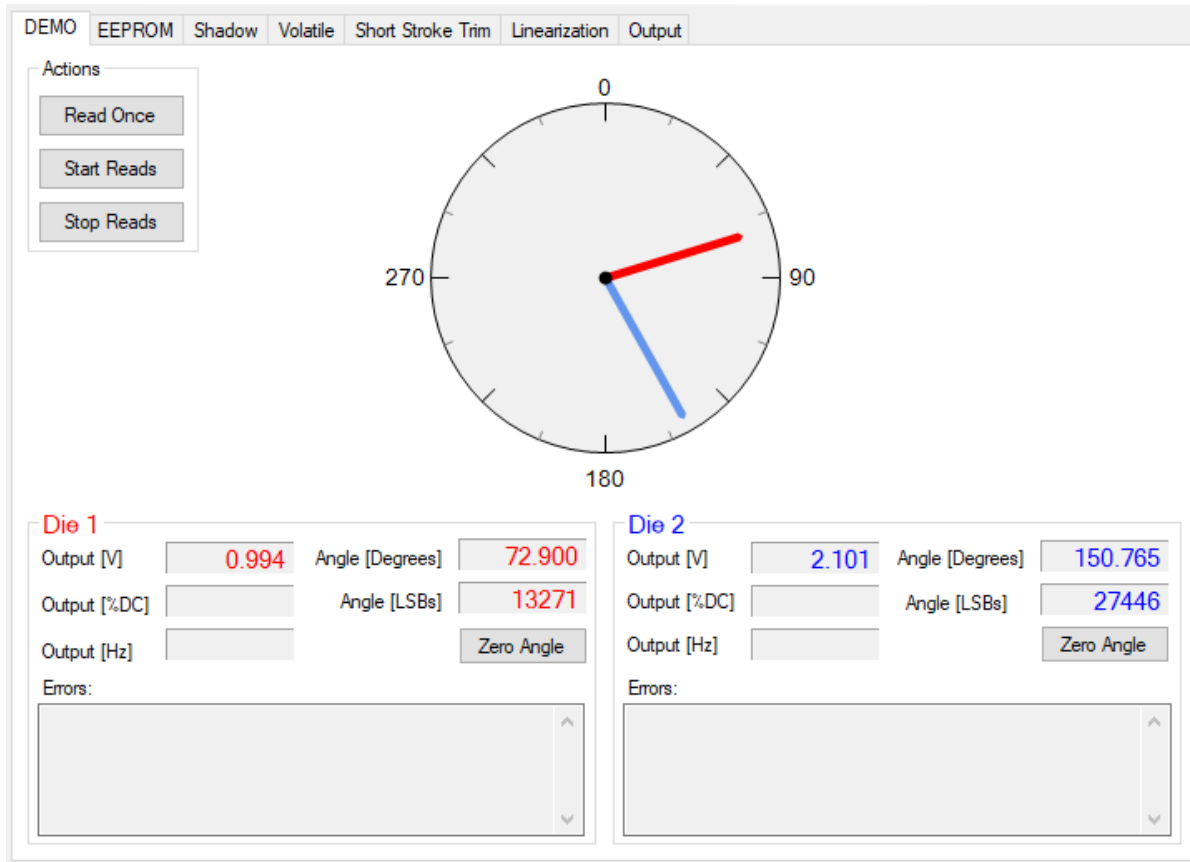 DEMO EEPROM Shadow Volatile Short Stroke Trim Linearization Output
Actions
Read Once
Start Reads
Stop Reads
0
270
90
180
Die 1
Output [V] 0.994 Angle [Degrees] 72.900
Output [%DC] Angle [LSBs] 13271
Output [Hz] Zero Angle
Errors:
Die 2
Output [V] 2.101 Angle [Degrees] 150.765
Output [%DC] Angle [LSBs] 27446
Output [Hz] Zero Angle
Errors: